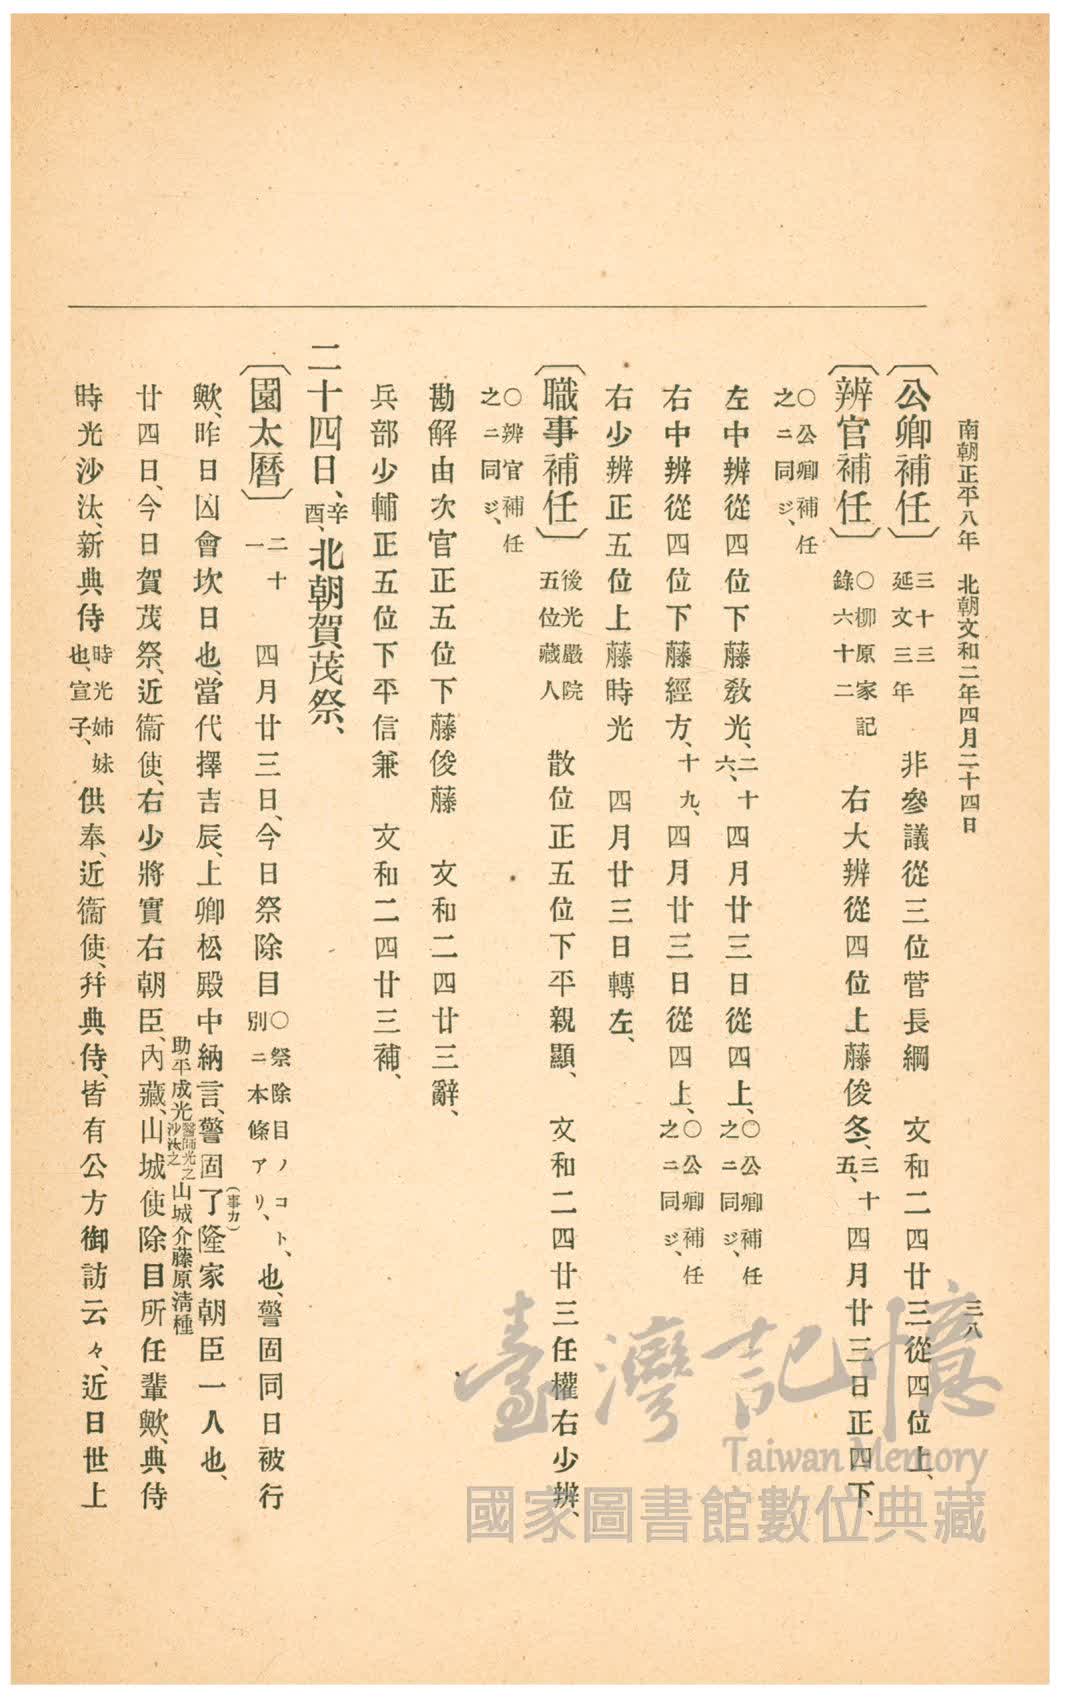 南朝正平八年 北朝文和二年四月二十四日 三八
〔公卿補任〕三十三延文三年 非參議從三位菅長綱 文和二四廿三從四位上、
〔辨官補任〕○柳原家記錄六十二 右大辨從四位上藤俊冬、三十五、四月廿三日正四下、
○公卿補任之ニ同ジ、
左中辨從四位下藤敎光、二十六、四月廿三日從四上、○公卿補任之ニ同ジ、
右中辨從四位下藤經方、十九、四月廿三日從四上、○公卿補任之ニ同ジ、
右少辨正五位上藤時光 四月廿三日轉左、
〔職事補任〕後光嚴院五位藏人 散位正五位下平親顯、文和二四廿三任權右少辨、
○辨官補任之ニ同ジ、
勘解由次官正五位下藤俊藤 文和二四廿三辭、
兵部少輔正五位下平信兼 文和二四廿三補、
二十四日、辛酉、北朝賀茂祭、
〔園太曆〕二十一 四月廿三日、今日祭除目○祭除目ノコト、別ニ本條アリ、也、警固同日被行
歟、昨日凶會坎日也、當代擇吉辰、上卿松殿中納言、警固了(事カ)隆家朝臣一人也、
廿四日、今日賀茂祭、近衞使、右少將實右朝臣、內藏助平成光醫師光之沙汰之、山城介藤原淸種山城使除目所任輩歟、典侍
時光沙汰、新典侍時光姉妹也、宣子、供奉、近衞使、幷典侍、皆有公方御訪云々、近日世上
臺灣記憶
Taiwan Memory
國家圖書館數位典藏